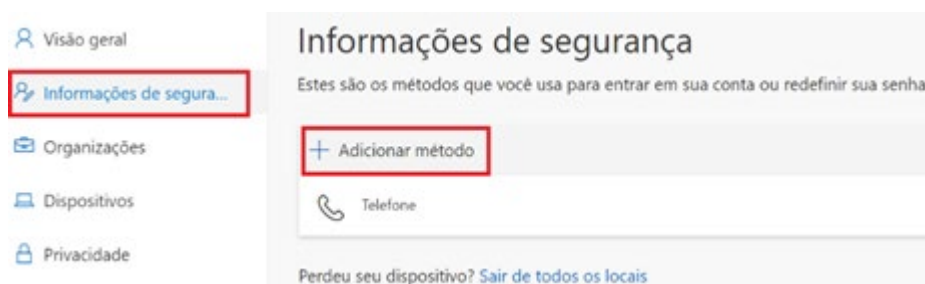 Visão geral
Informações de segura...
Organizações
Dispositivos
Privacidade
Informações de segurança
Estes são os métodos que você usa para entrar em sua conta ou redefinir sua senha
+ Adicionar método
Telefone
Perdeu seu dispositivo? Sair de todos os locais